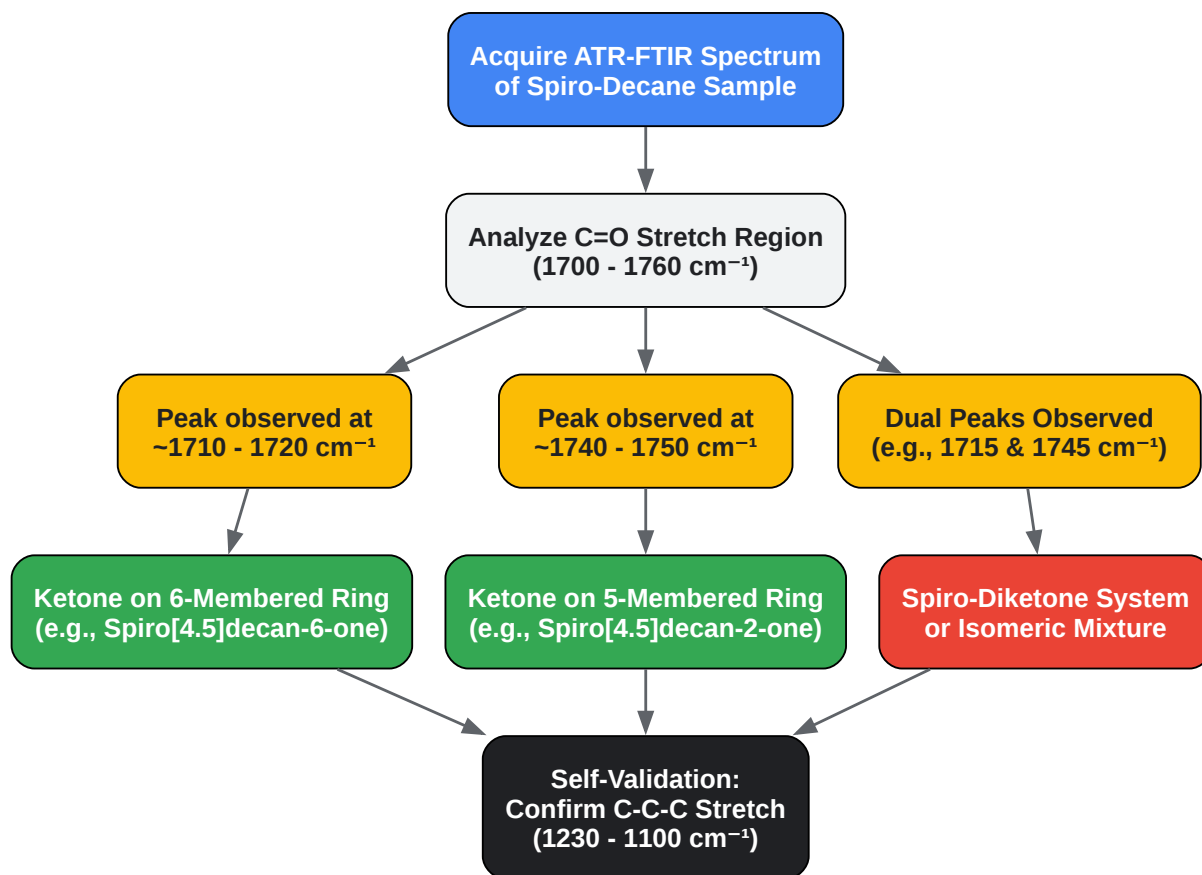 Acquire ATR-FTIR Spectrum
of Spiro-Decane Sample
Analyze C=O Stretch Region
(1700 - 1760 cm⁻¹)
Peak observed at
~1710 - 1720 cm⁻¹
Peak observed at
~1740 - 1750 cm⁻¹
Dual Peaks Observed
(e.g., 1715 & 1745 cm⁻¹)
Ketone on 6-Membered Ring
(e.g., Spiro[4.5]decan-6-one)
Ketone on 5-Membered Ring
(e.g., Spiro[4.5]decan-2-one)
Spiro-Diketone System
or Isomeric Mixture
Self-Validation:
Confirm C-C-C Stretch
(1230 - 1100 cm⁻¹)